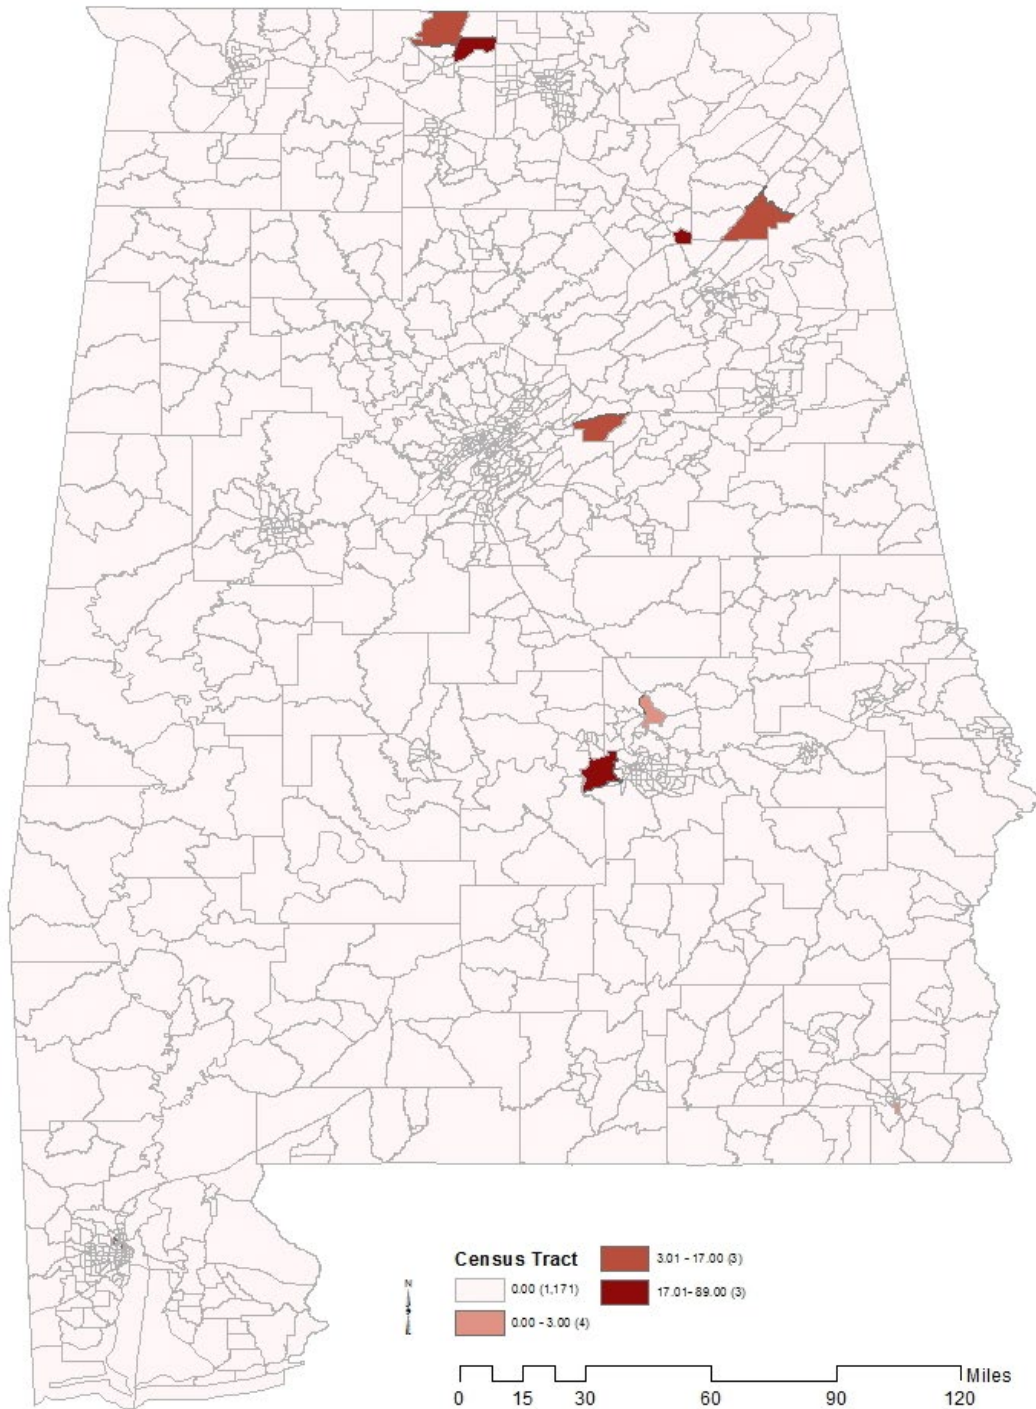 Census Tract
0.00 (1,171)
0.00 - 3.00 (4)
3.01 - 17.00 (3)
17.01- 89.00 (3)
N
Miles
0 15 30 60 90 120